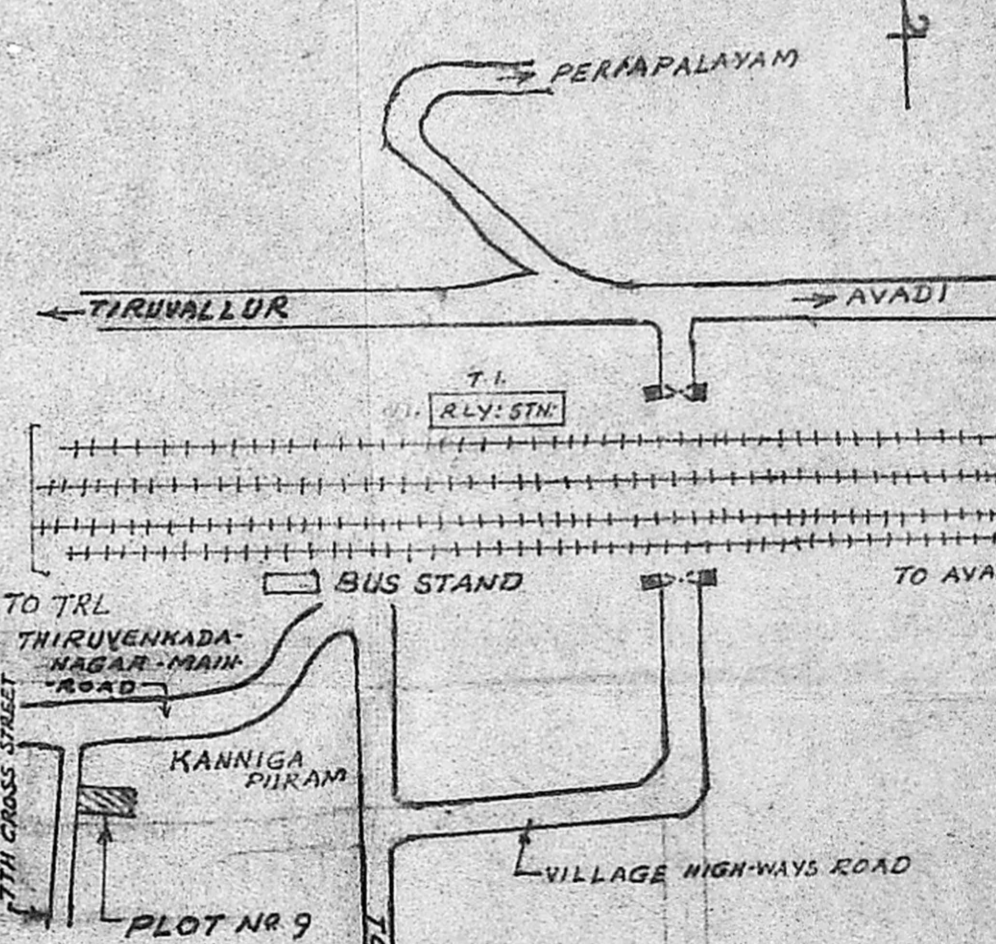 PERIAPALAYAM
TIRUVALLUR
AVADI
T.I.
RLY: STN:
BUS STAND
TO TRL
TO AVA
THIRUVENKADA-
NAGAR-MAIN-
ROAD
7TH CROSS STREET
KANNIGA
PURAM
VILLAGE HIGH-WAYS ROAD
PLOT NO. 9
TO